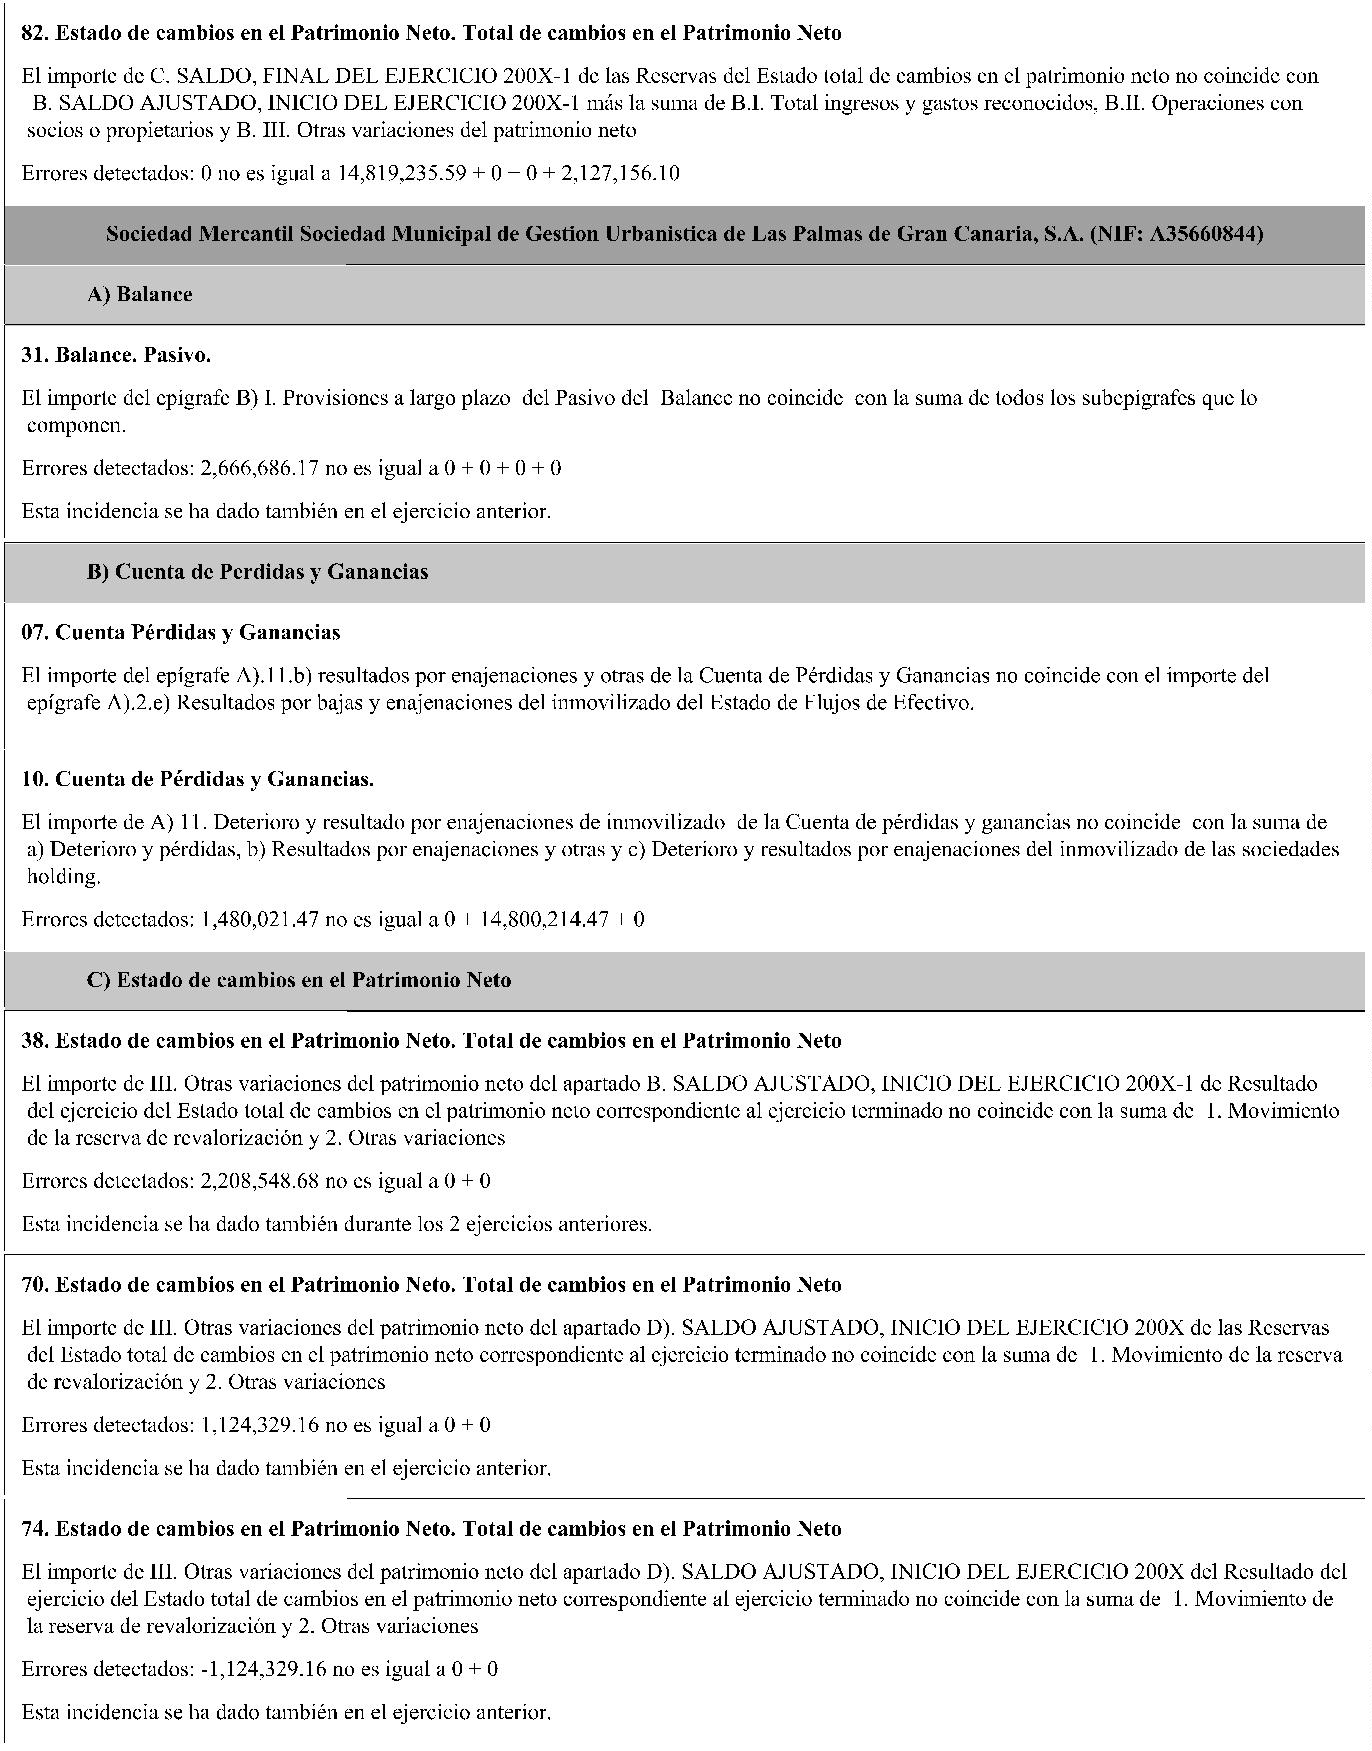 82. Estado de cambios en el Patrimonio Neto. Total de cambios en el Patrimonio Neto
El importe de C. SALDO, FINAL DEL EJERCICIO 200X-1 de las Reservas del Estado total de cambios en el patrimonio neto no coincide con
B. SALDO AJUSTADO, INICIO DEL EJERCICIO 200X-1 más la suma de B.I. Total ingresos y gastos reconocidos, B.II. Operaciones con
socios o propietarios y B. III. Otras variaciones del patrimonio neto
Errores detectados: 0 no es igual a 14,819,235.59 + 0 + 0 + 2,127,156.10
Sociedad Mercantil Sociedad Municipal de Gestion Urbanistica de Las Palmas de Gran Canaria, S.A. (NIF: A35660844)
A) Balance
31. Balance. Pasivo.
El importe del epígrafe B) I. Provisiones a largo plazo del Pasivo del Balance no coincide con la suma de todos los subepígrafes que lo
componen.
Errores detectados: 2,666,686.17 no es igual a 0 + 0 + 0 + 0
Esta incidencia se ha dado también en el ejercicio anterior.
B) Cuenta de Perdidas y Ganancias
07. Cuenta Pérdidas y Ganancias
El importe del epígrafe A).11.b) resultados por enajenaciones y otras de la Cuenta de Pérdidas y Ganancias no coincide con el importe del
epígrafe A).2.e) Resultados por bajas y enajenaciones del inmovilizado del Estado de Flujos de Efectivo.
10. Cuenta de Pérdidas y Ganancias.
El importe de A) 11. Deterioro y resultado por enajenaciones de inmovilizado de la Cuenta de pérdidas y ganancias no coincide con la suma de
a) Deterioro y pérdidas, b) Resultados por enajenaciones y otras y c) Deterioro y resultados por enajenaciones del inmovilizado de las sociedades
holding.
Errores detectados: 1,480,021.47 no es igual a 0 + 14,800,214.47 + 0
C) Estado de cambios en el Patrimonio Neto
38. Estado de cambios en el Patrimonio Neto. Total de cambios en el Patrimonio Neto
El importe de III. Otras variaciones del patrimonio neto del apartado B. SALDO AJUSTADO, INICIO DEL EJERCICIO 200X-1 de Resultado
del ejercicio del Estado total de cambios en el patrimonio neto correspondiente al ejercicio terminado no coincide con la suma de 1. Movimiento
de la reserva de revalorización y 2. Otras variaciones
Errores detectados: 2,208,548.68 no es igual a 0 + 0
Esta incidencia se ha dado también durante los 2 ejercicios anteriores.
70. Estado de cambios en el Patrimonio Neto. Total de cambios en el Patrimonio Neto
El importe de III. Otras variaciones del patrimonio neto del apartado D). SALDO AJUSTADO, INICIO DEL EJERCICIO 200X de las Reservas
del Estado total de cambios en el patrimonio neto correspondiente al ejercicio terminado no coincide con la suma de 1. Movimiento de la reserva
de revalorización y 2. Otras variaciones
Errores detectados: 1,124,329.16 no es igual a 0 + 0
Esta incidencia se ha dado también en el ejercicio anterior.
74. Estado de cambios en el Patrimonio Neto. Total de cambios en el Patrimonio Neto
El importe de III. Otras variaciones del patrimonio neto del apartado D). SALDO AJUSTADO, INICIO DEL EJERCICIO 200X del Resultado del
ejercicio del Estado total de cambios en el patrimonio neto correspondiente al ejercicio terminado no coincide con la suma de 1. Movimiento de
la reserva de revalorización y 2. Otras variaciones
Errores detectados: -1,124,329.16 no es igual a 0 + 0
Esta incidencia se ha dado también en el ejercicio anterior.